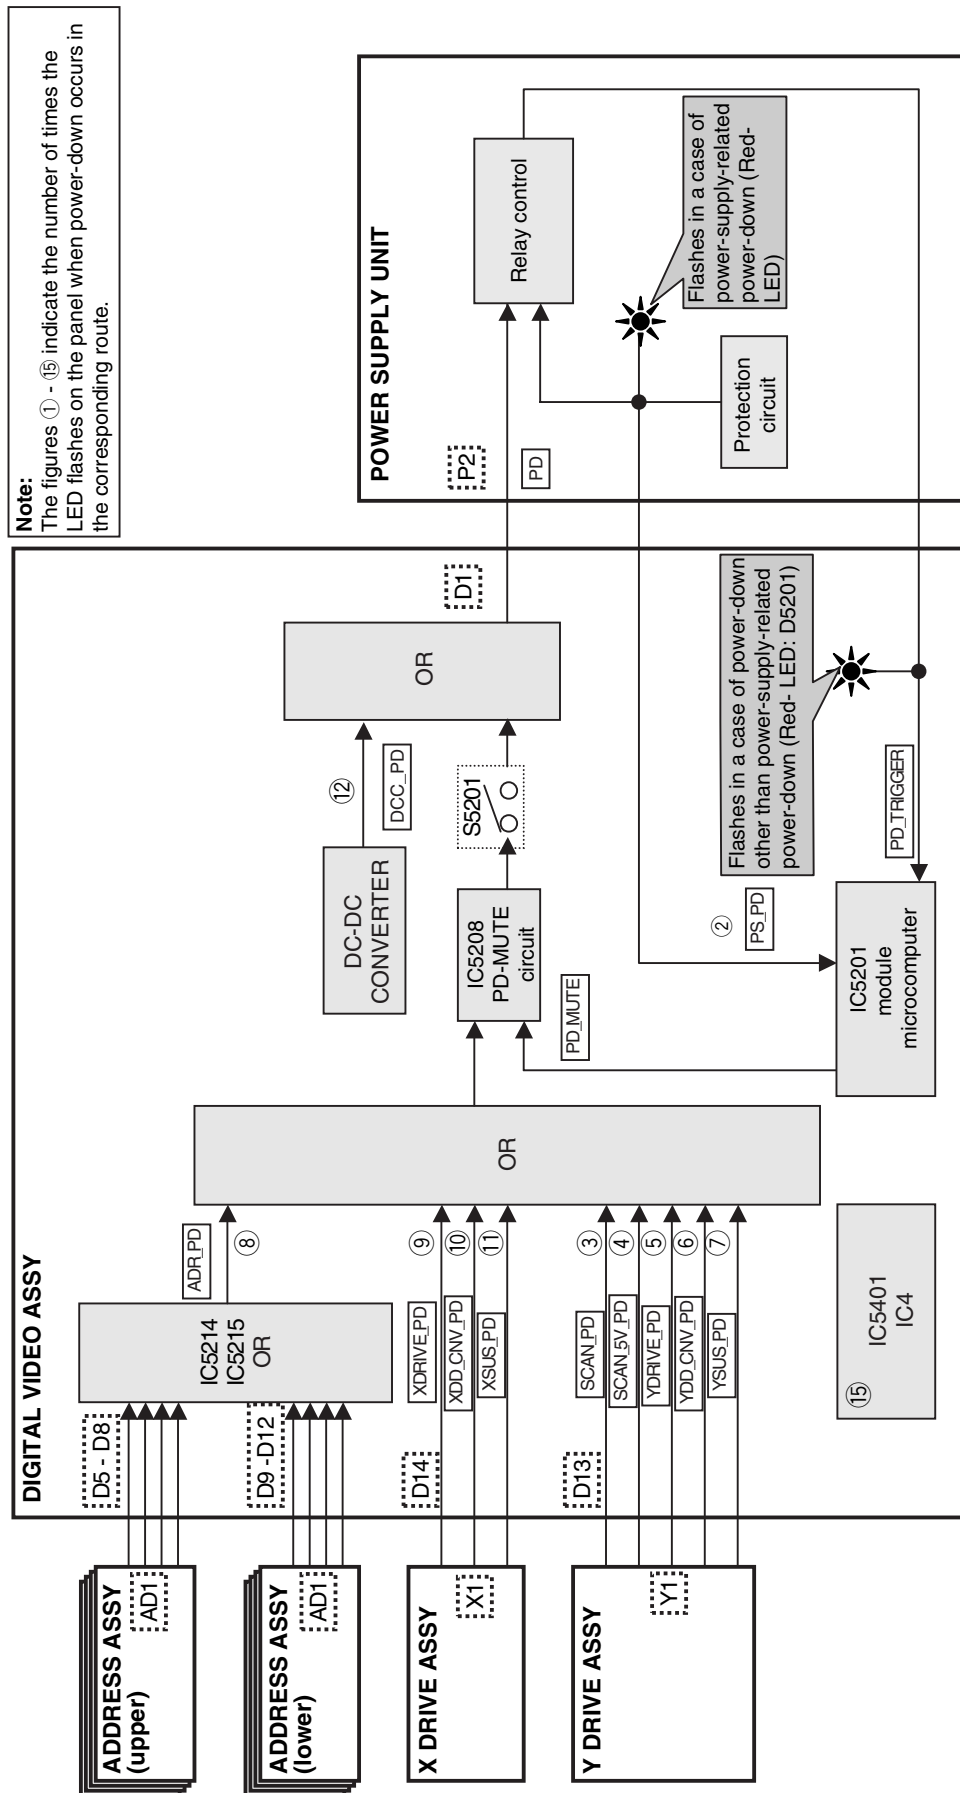 Note:
The figures ① - ⑮ indicate the number of times the
LED flashes on the panel when power-down occurs in
the corresponding route.
DIGITAL VIDEO ASSY
POWER SUPPLY UNIT
ADDRESS ASSY
(upper)
AD1
D5 - D8
IC5214
IC5215
OR
ADR_PD
⑧
ADDRESS ASSY
(lower)
AD1
D9 -D12
X DRIVE ASSY
X1
D14
XDRIVE_PD
⑨
XDD_CNV_PD
⑩
XSUS_PD
⑪
Y DRIVE ASSY
Y1
D13
SCAN_PD
③
SCAN_5V_PD
④
YDRIVE_PD
⑤
YDD_CNV_PD
⑥
YSUS_PD
⑦
OR
DC-DC
CONVERTER
⑫
DCC_PD
IC5208
PD-MUTE
circuit
PD_MUTE
S5201
OR
D1
P2
PD
Relay control
Protection
circuit
Flashes in a case of
power-supply-related
power-down (Red-
LED)
⑮
IC5401
IC4
IC5201
module
microcomputer
②
PS_PD
Flashes in a case of power-down
other than power-supply-related
power-down (Red- LED: D5201)
PD_TRIGGER